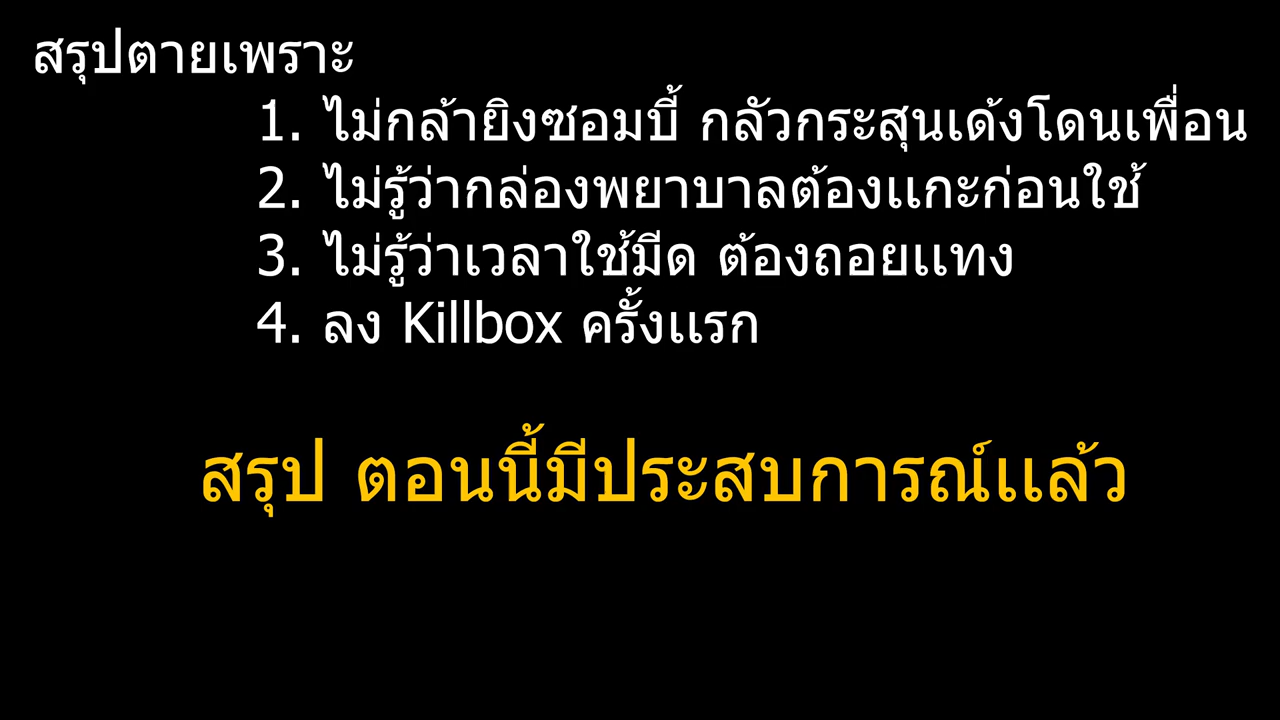 สรุปตายเพราะ
1. ไม่กล้ายิงซอมบี้ กลัวกระสุนเด้งโดนเพื่อน
2. ไม่รู้ว่ากล่องพยาบาลต้องแกะก่อนใช้
3. ไม่รู้ว่าเวลาใช้มีด ต้องถอยแทง
4. ลง Killbox ครั้งแรก
สรุป ตอนนี้มีประสบการณ์แล้ว